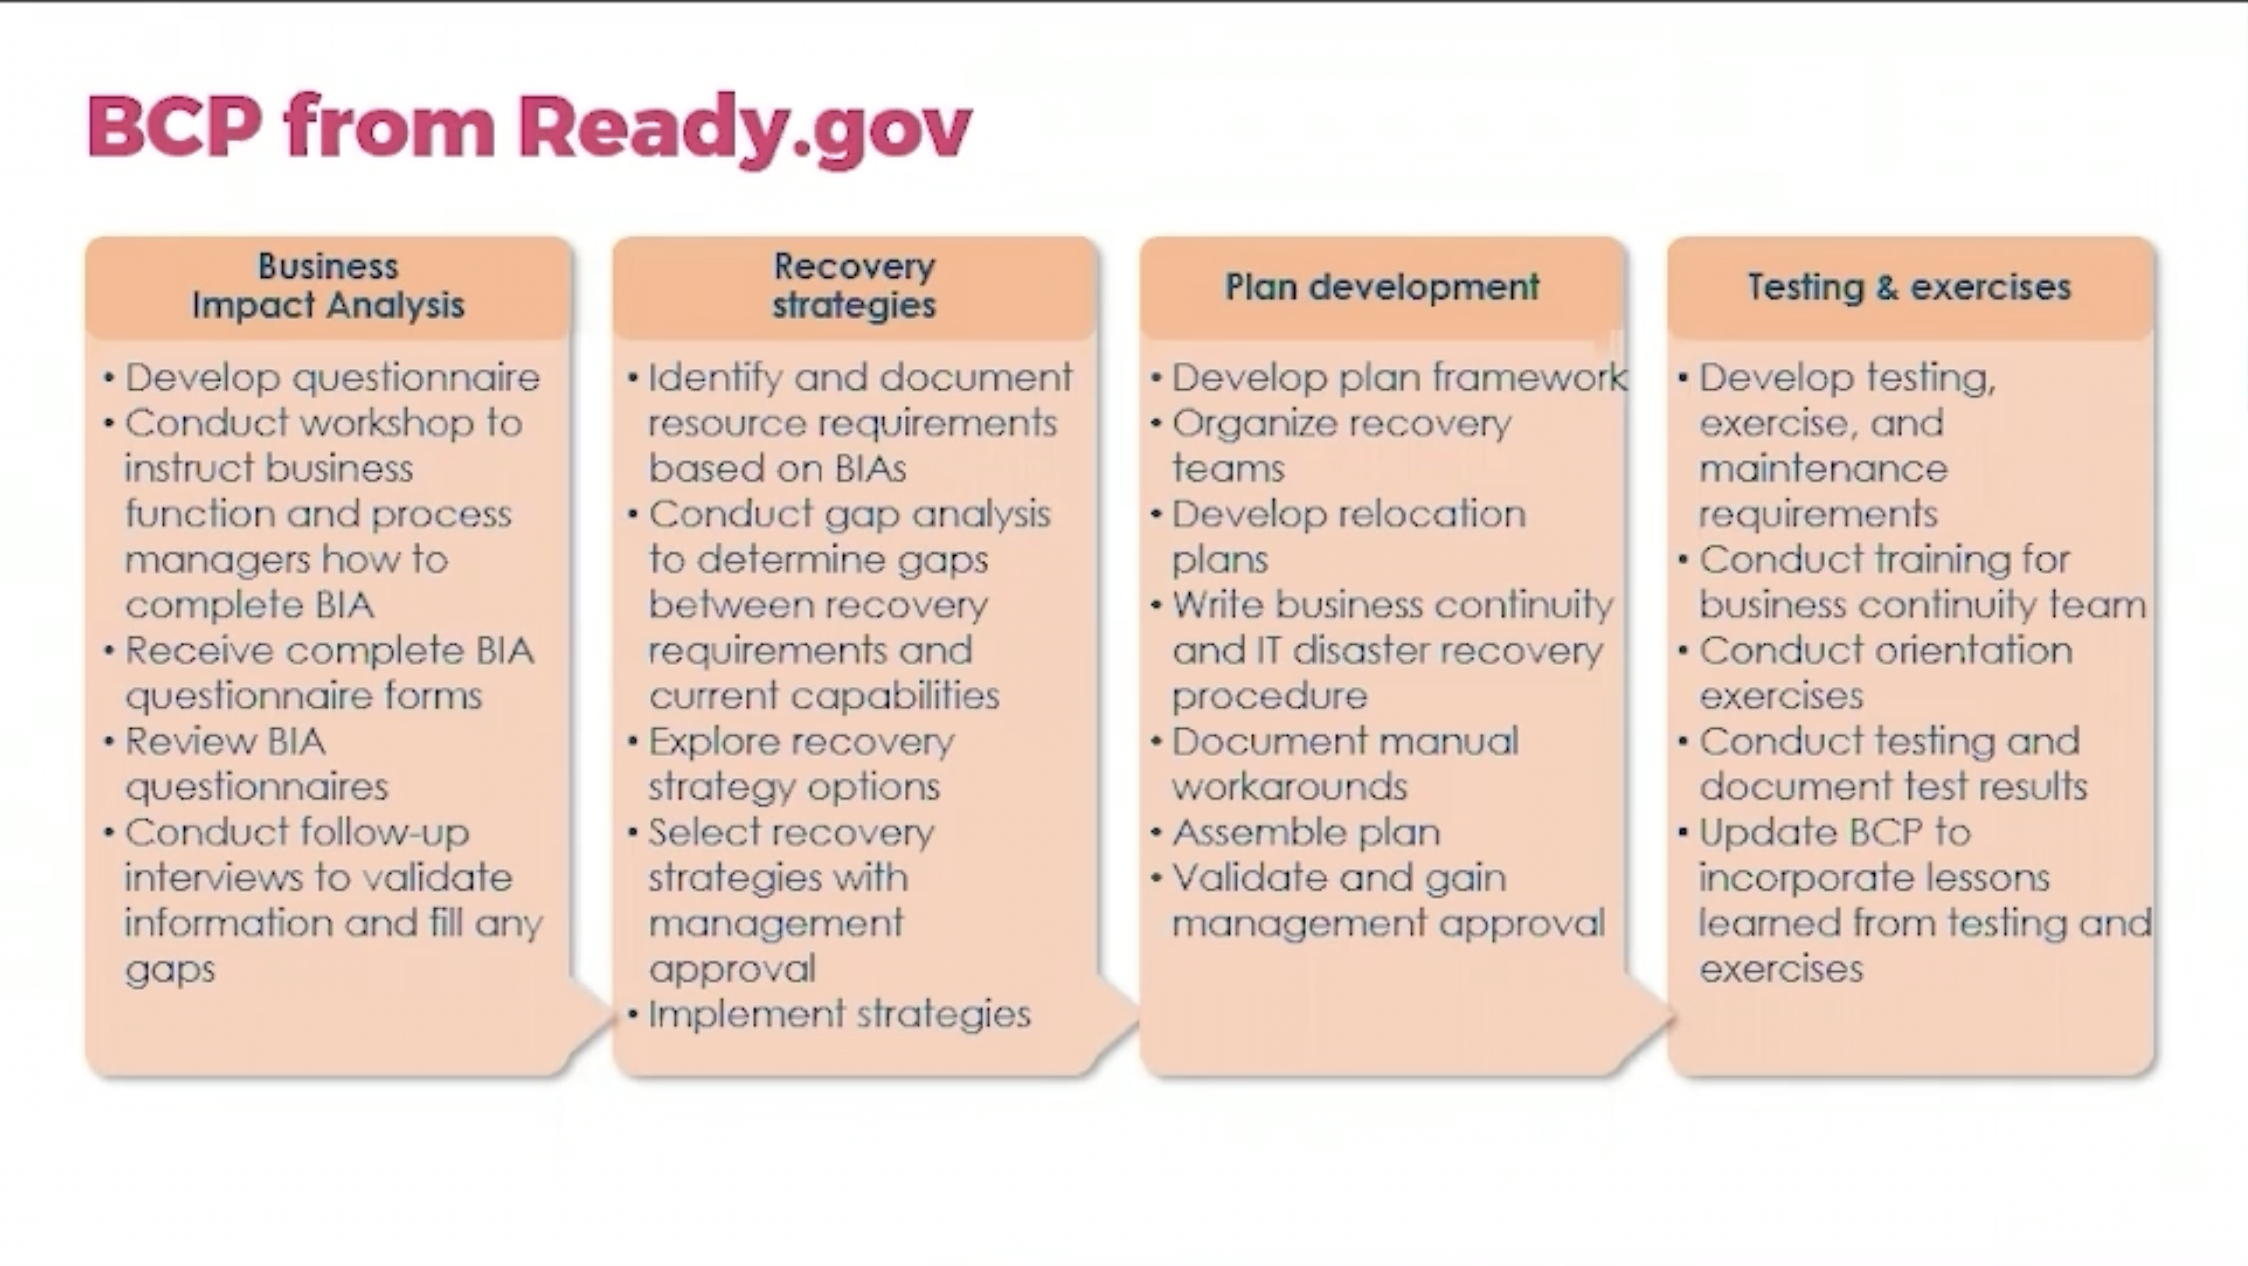 BCP from Ready.gov
Business
Impact Analysis
• Develop questionnaire
• Conduct workshop to
instruct business
function and process
managers how to
complete BIA
• Receive complete BIA
questionnaire forms
• Review BIA
questionnaires
• Conduct follow-up
interviews to validate
information and fill any
gaps
Recovery
strategies
• Identify and document
resource requirements
based on BIAs
• Conduct gap analysis
to determine gaps
between recovery
requirements and
current capabilities
• Explore recovery
strategy options
• Select recovery
strategies with
management
approval
• Implement strategies
Plan development
• Develop plan framework
• Organize recovery
teams
• Develop relocation
plans
• Write business continuity
and IT disaster recovery
procedure
• Document manual
workarounds
• Assemble plan
• Validate and gain
management approval
Testing & exercises
• Develop testing,
exercise, and
maintenance
requirements
• Conduct training for
business continuity team
• Conduct orientation
exercises
• Conduct testing and
document test results
• Update BCP to
incorporate lessons
learned from testing and
exercises